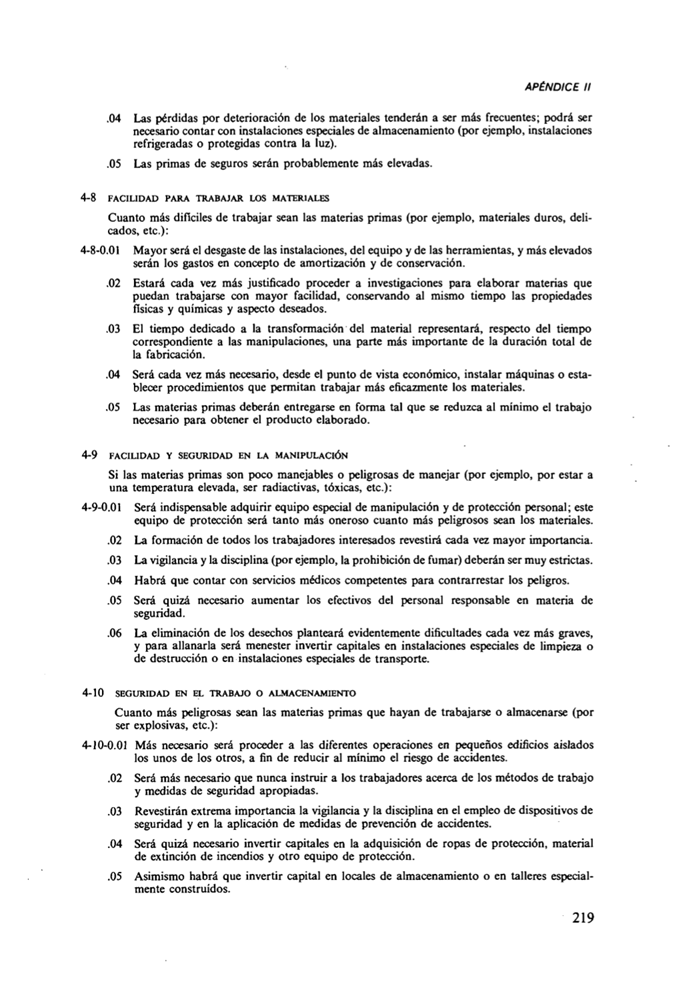 APÉNDICE II
.04 Las pérdidas por deterioración de los materiales tenderán a ser más frecuentes; podrá ser
necesario contar con instalaciones especiales de almacenamiento (por ejemplo, instalaciones
refrigeradas o protegidas contra la luz).
.05 Las primas de seguros serán probablemente más elevadas.
4-8 FACILIDAD PARA TRABAJAR LOS MATERIALES
Cuanto más difíciles de trabajar sean las materias primas (por ejemplo, materiales duros, deli-
cados, etc.):
4-8-0.01 Mayor será el desgaste de las instalaciones, del equipo y de las herramientas, y más elevados
serán los gastos en concepto de amortización y de conservación.
.02 Estará cada vez más justificado proceder a investigaciones para elaborar materias que
puedan trabajarse con mayor facilidad, conservando al mismo tiempo las propiedades
físicas y químicas y aspecto deseados.
.03 El tiempo dedicado a la transformación del material representará, respecto del tiempo
correspondiente a las manipulaciones, una parte más importante de la duración total de
la fabricación.
.04 Será cada vez más necesario, desde el punto de vista económico, instalar máquinas o esta-
blecer procedimientos que permitan trabajar más eficazmente los materiales.
.05 Las materias primas deberán entregarse en forma tal que se reduzca al mínimo el trabajo
necesario para obtener el producto elaborado.
4-9 FACILIDAD Y SEGURIDAD EN LA MANIPULACIÓN
Si las materias primas son poco manejables o peligrosas de manejar (por ejemplo, por estar a
una temperatura elevada, ser radiactivas, tóxicas, etc.):
4-9-0.01 Será indispensable adquirir equipo especial de manipulación y de protección personal; este
equipo de protección será tanto más oneroso cuanto más peligrosos sean los materiales.
.02 La formación de todos los trabajadores interesados revestirá cada vez mayor importancia.
.03 La vigilancia y la disciplina (por ejemplo, la prohibición de fumar) deberán ser muy estrictas.
.04 Habrá que contar con servicios médicos competentes para contrarrestar los peligros.
.05 Será quizá necesario aumentar los efectivos del personal responsable en materia de
seguridad.
.06 La eliminación de los desechos planteará evidentemente dificultades cada vez más graves,
y para allanarla será menester invertir capitales en instalaciones especiales de limpieza o
de destrucción o en instalaciones especiales de transporte.
4-10 SEGURIDAD EN EL TRABAJO O ALMACENAMIENTO
Cuanto más peligrosas sean las materias primas que hayan de trabajarse o almacenarse (por
ser explosivas, etc.):
4-10-0.01 Más necesario será proceder a las diferentes operaciones en pequeños edificios aislados
los unos de los otros, a fin de reducir al mínimo el riesgo de accidentes.
.02 Será más necesario que nunca instruir a los trabajadores acerca de los métodos de trabajo
y medidas de seguridad apropiadas.
.03 Revestirán extrema importancia la vigilancia y la disciplina en el empleo de dispositivos de
seguridad y en la aplicación de medidas de prevención de accidentes.
.04 Será quizá necesario invertir capitales en la adquisición de ropas de protección, material
de extinción de incendios y otro equipo de protección.
.05 Asimismo habrá que invertir capital en locales de almacenamiento o en talleres especial-
mente construídos.
219